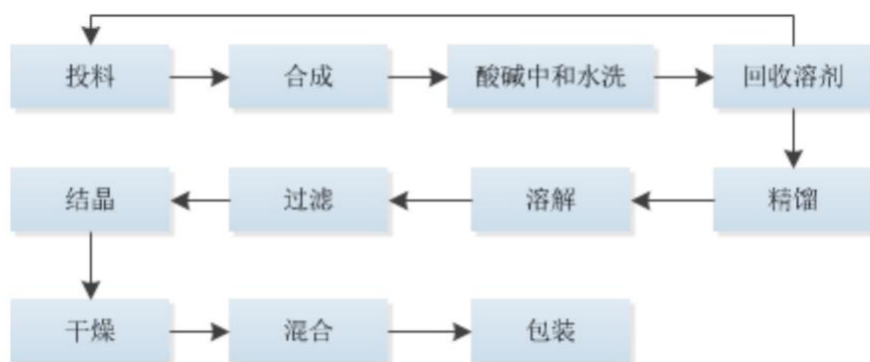 投料
合成
酸碱中和水洗
回收溶剂
精馏
溶解
过滤
结晶
干燥
混合
包装